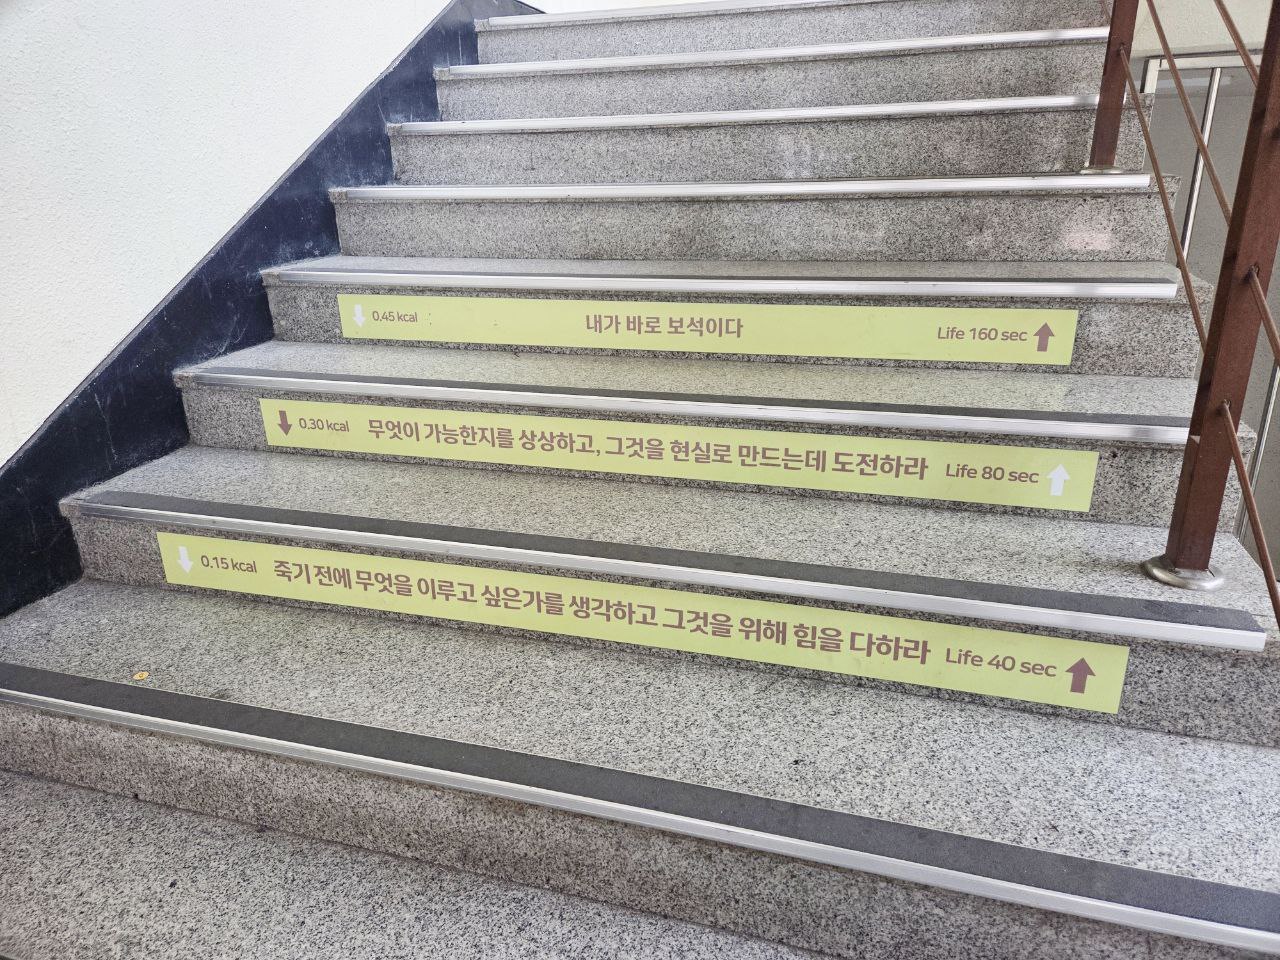 0.45 kcal 내가 바로 보석이다 Life 160 sec
0.30 kcal 무엇이 가능한지를 상상하고, 그것을 현실로 만드는데 도전하라 Life 80 sec
0.15 kcal 죽기 전에 무엇을 이루고 싶은가를 생각하고 그것을 위해 힘을 다하라 Life 40 sec